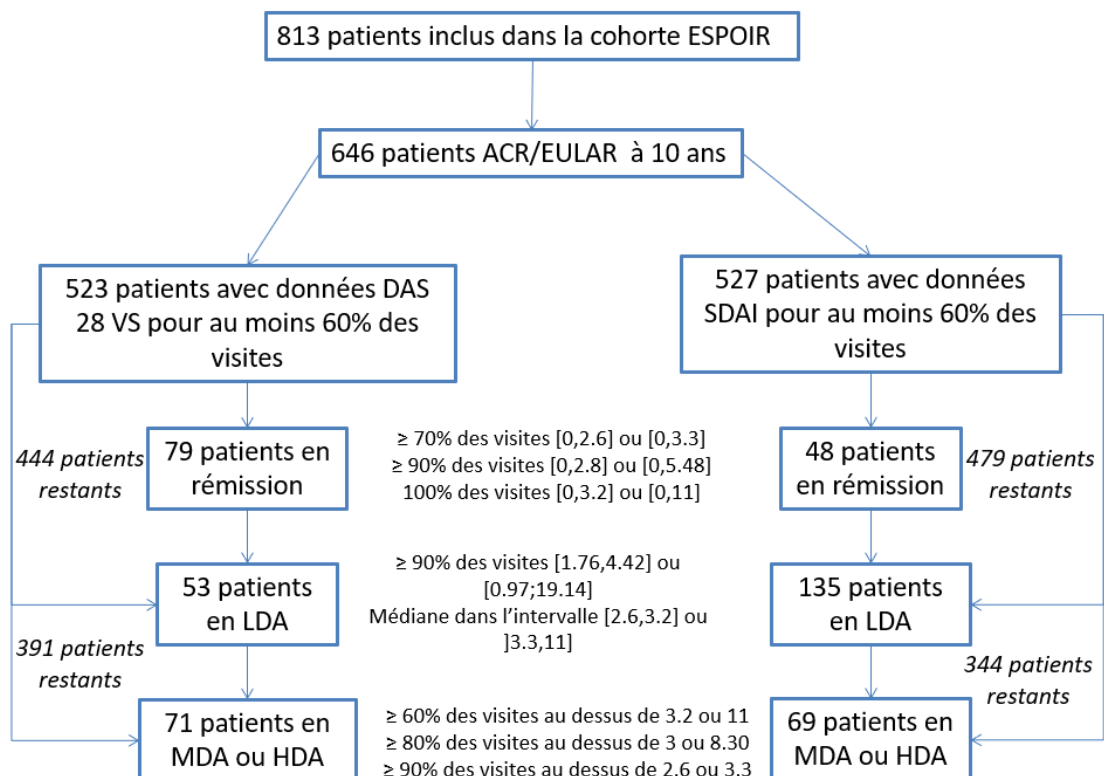 813 patients inclus dans la cohorte ESPOIR
646 patients ACR/EULAR à 10 ans
523 patients avec données DAS
28 VS pour au moins 60% des
visites
527 patients avec données
SDAI pour au moins 60% des
visites
444 patients
restants
79 patients en
rémission
≥ 70% des visites [0,2.6] ou [0,3.3]
≥ 90% des visites [0,2.8] ou [0,5.48]
100% des visites [0,3.2] ou [0,11]
48 patients
en rémission
479 patients
restants
53 patients
en LDA
≥ 90% des visites [1.76,4.42] ou
[0.97;19.14]
Médiane dans l’intervalle [2.6,3.2] ou
]3.3,11]
135 patients
en LDA
391 patients
restants
344 patients
restants
71 patients en
MDA ou HDA
≥ 60% des visites au dessus de 3.2 ou 11
≥ 80% des visites au dessus de 3 ou 8.30
≥ 90% des visites au dessus de 2.6 ou 3.3
69 patients en
MDA ou HDA